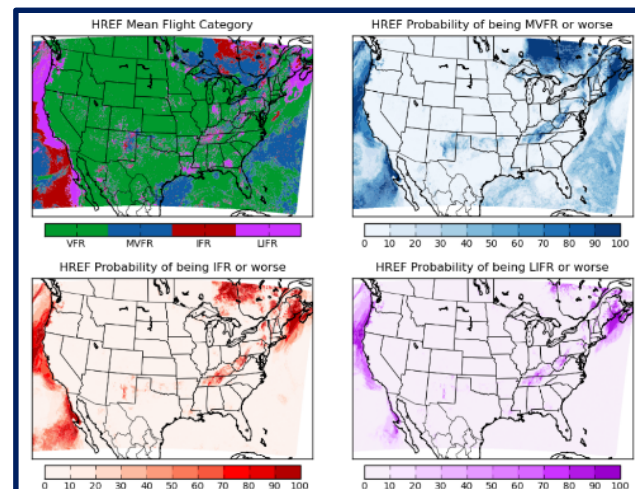 HREF Mean Flight Category
HREF Probability of being MVFR or worse
VFR MVFR IFR LIFR
0 10 20 30 40 50 60 70 80 90 100
HREF Probability of being IFR or worse
HREF Probability of being LIFR or worse
0 10 20 30 40 50 60 70 80 90 100
0 10 20 30 40 50 60 70 80 90 100